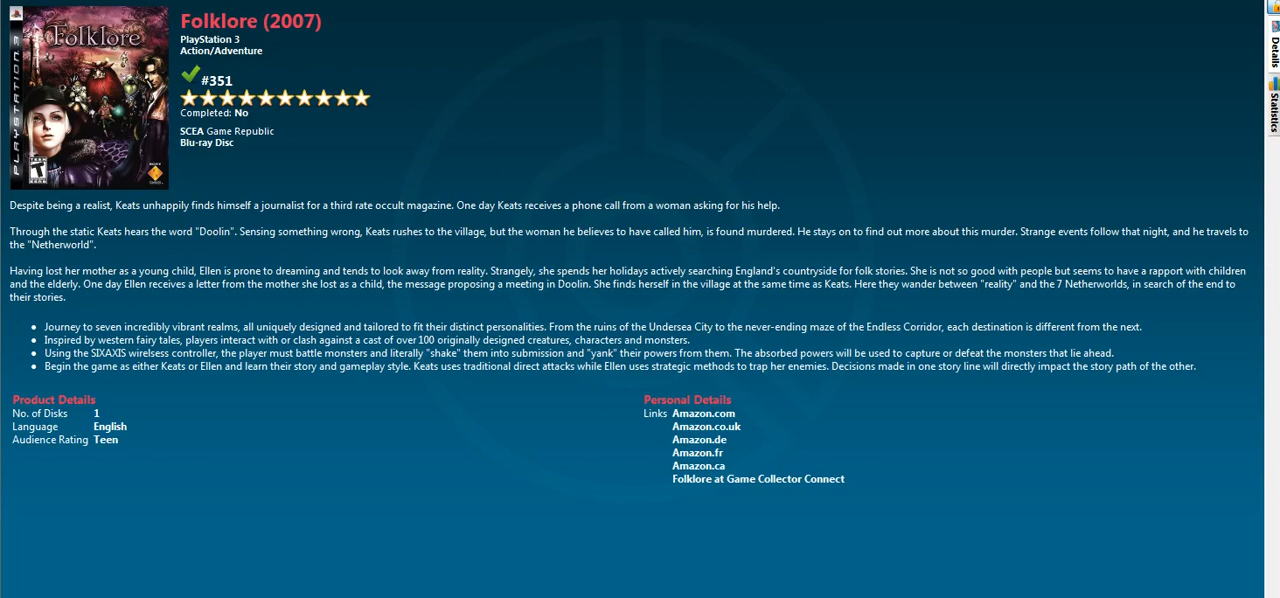 PLAYSTATION 3
Folklore
TEEN
T
Folklore (2007)
PlayStation 3
Action/Adventure
#351
Completed: No
SCEA Game Republic
Blu-ray Disc
Details
Statistics
Despite being a realist, Keats unhappily finds himself a journalist for a third rate occult magazine. One day Keats receives a phone call from a woman asking for his help.
Through the static Keats hears the word "Doolin". Sensing something wrong, Keats rushes to the village, but the woman he believes to have called him, is found murdered. He stays on to find out more about this murder. Strange events follow that night, and he travels to
the "Netherworld".
Having lost her mother as a young child, Ellen is prone to dreaming and tends to look away from reality. Strangely, she spends her holidays actively searching England's countryside for folk stories. She is not so good with people but seems to have a rapport with children
and the elderly. One day Ellen receives a letter from the mother she lost as a child, the message proposing a meeting in Doolin. She finds herself in the village at the same time as Keats. Here they wander between "reality" and the 7 Netherworlds, in search of the end to
their stories.
• Journey to seven incredibly vibrant realms, all uniquely designed and tailored to fit their distinct personalities. From the ruins of the Undersea City to the never-ending maze of the Endless Corridor, each destination is different from the next.
• Inspired by western fairy tales, players interact with or clash against a cast of over 100 originally designed creatures, characters and monsters.
• Using the SIXAXIS wirelsess controller, the player must battle monsters and literally "shake" them into submission and "yank" their powers from them. The absorbed powers will be used to capture or defeat the monsters that lie ahead.
• Begin the game as either Keats or Ellen and learn their story and gameplay style. Keats uses traditional direct attacks while Ellen uses strategic methods to trap her enemies. Decisions made in one story line will directly impact the story path of the other.
Product Details
No. of Disks 1
Language English
Audience Rating Teen
Personal Details
Links Amazon.com
Amazon.co.uk
Amazon.de
Amazon.fr
Amazon.ca
Folklore at Game Collector Connect